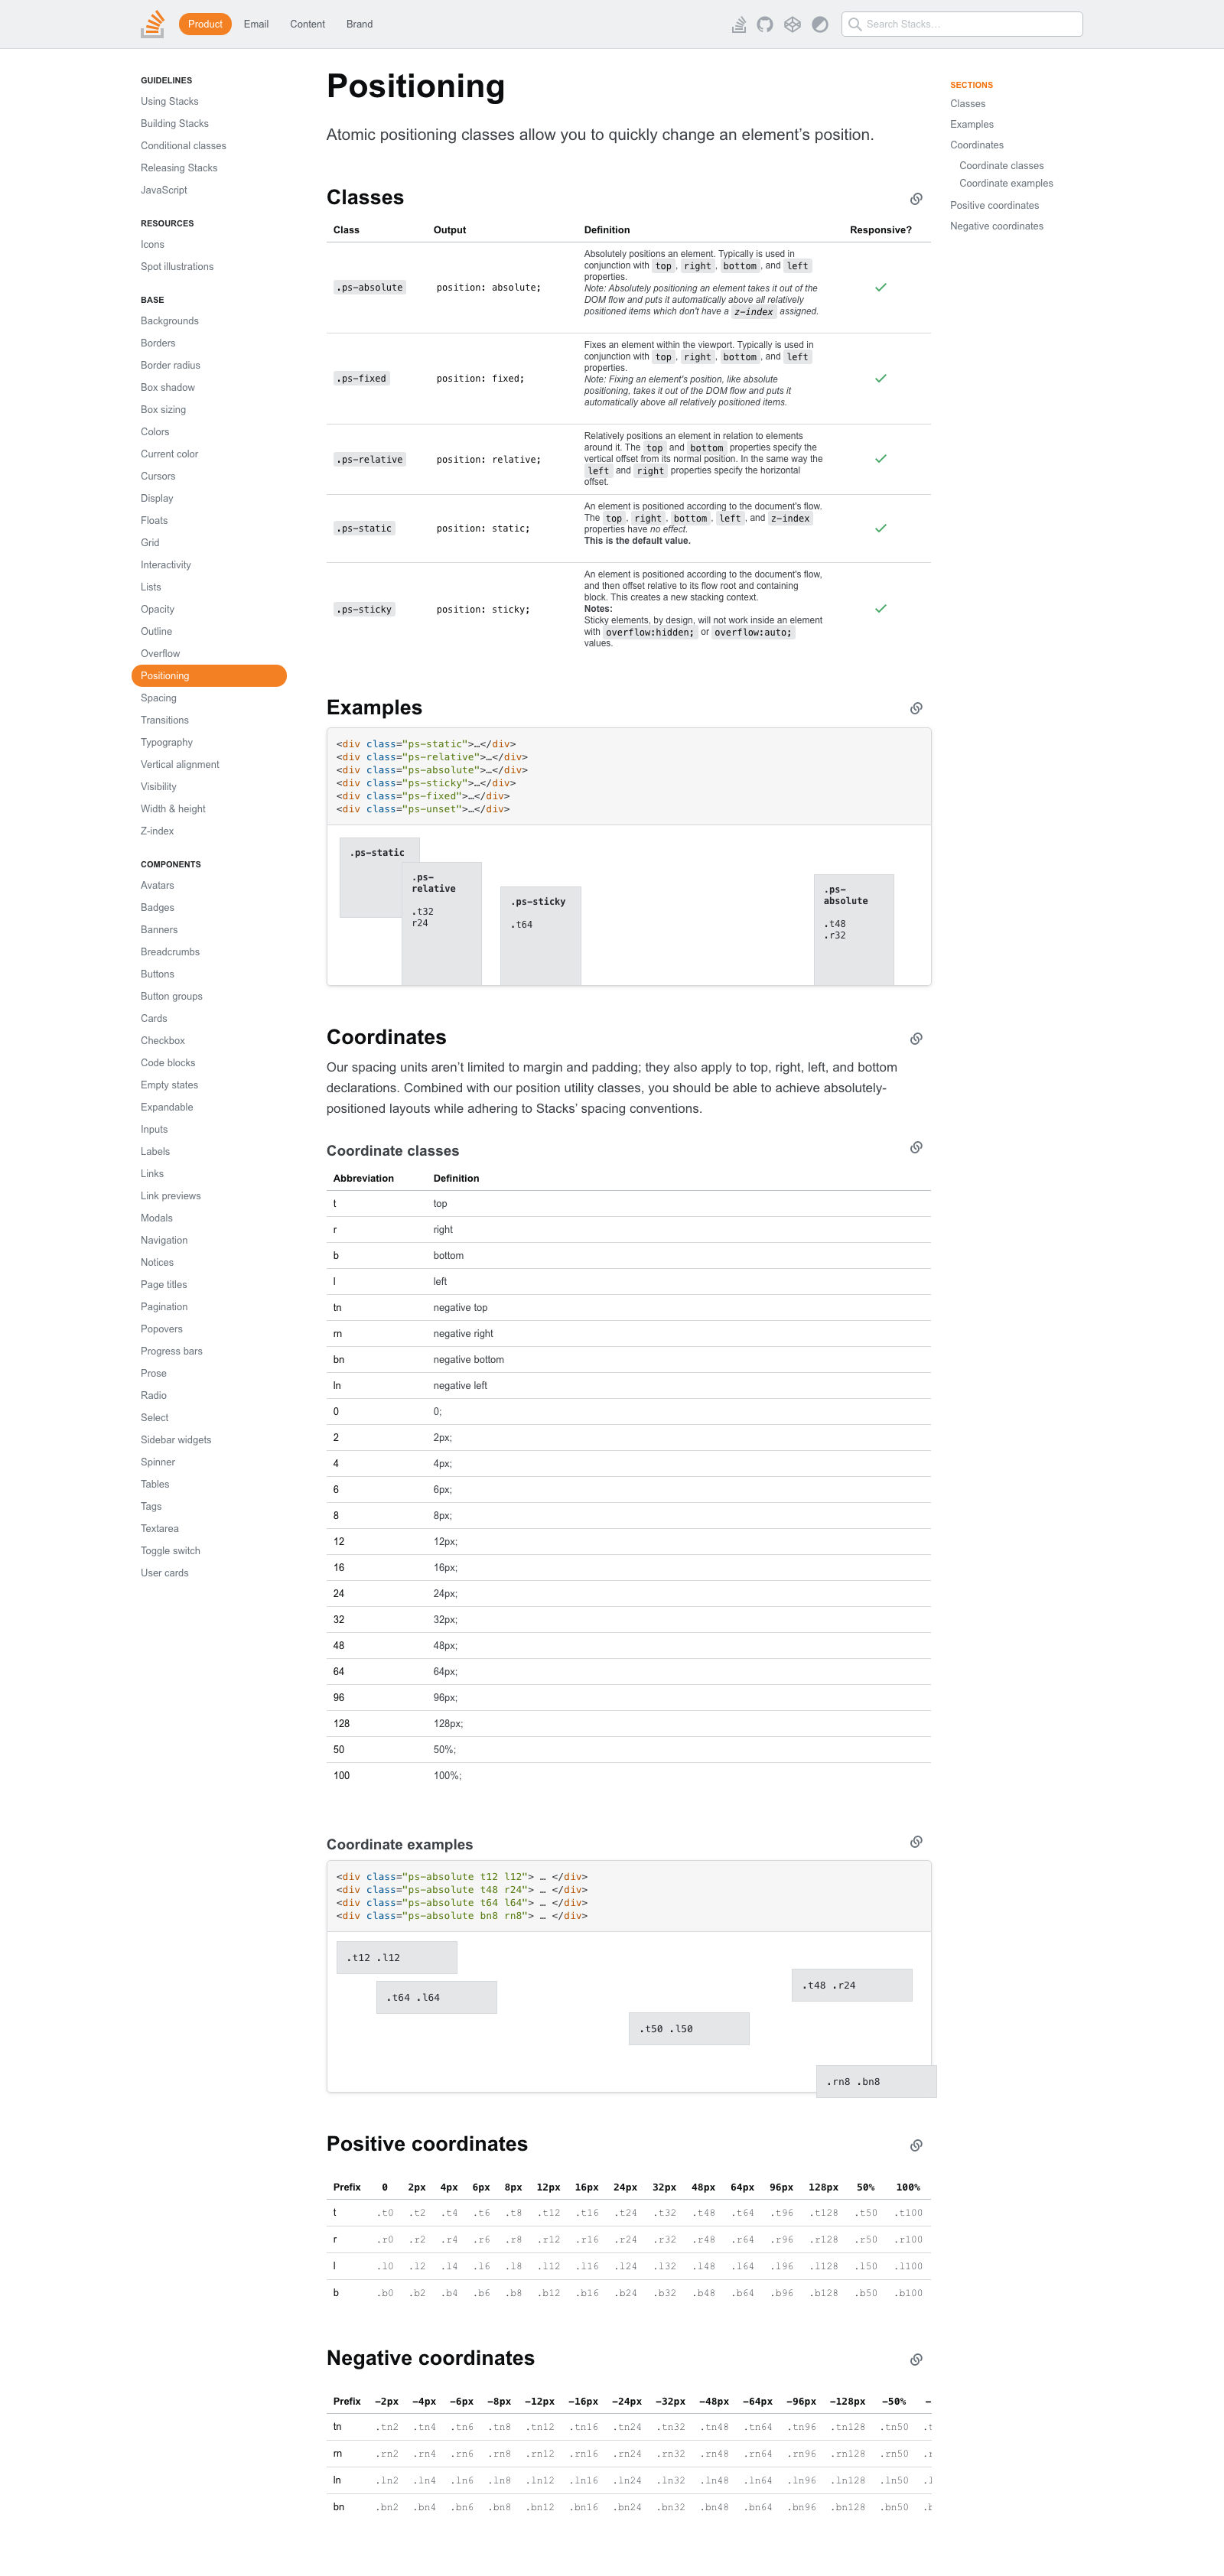 Product Email Content Brand Search Stacks…
GUIDELINES
Using Stacks
Building Stacks
Conditional classes
Releasing Stacks
JavaScript
RESOURCES
Icons
Spot illustrations
BASE
Backgrounds
Borders
Border radius
Box shadow
Box sizing
Colors
Current color
Cursors
Display
Floats
Grid
Interactivity
Lists
Opacity
Outline
Overflow
Positioning
Spacing
Transitions
Typography
Vertical alignment
Visibility
Width & height
Z-index
COMPONENTS
Avatars
Badges
Banners
Breadcrumbs
Buttons
Button groups
Cards
Checkbox
Code blocks
Empty states
Expandable
Inputs
Labels
Links
Link previews
Modals
Navigation
Notices
Page titles
Pagination
Popovers
Progress bars
Prose
Radio
Select
Sidebar widgets
Spinner
Tables
Tags
Textarea
Toggle switch
User cards
Positioning
Atomic positioning classes allow you to quickly change an element’s position.
Classes
Class Output Definition Responsive?
.ps-absolute position: absolute;
Absolutely positions an element. Typically is used in
conjunction with top, right, bottom, and left
properties.
Note: Absolutely positioning an element takes it out of the
DOM flow and puts it automatically above all relatively
positioned items which don't have a z-index assigned.
.ps-fixed position: fixed;
Fixes an element within the viewport. Typically is used in
conjunction with top, right, bottom, and left
properties.
Note: Fixing an element's position, like absolute
positioning, takes it out of the DOM flow and puts it
automatically above all relatively positioned items.
.ps-relative position: relative;
Relatively positions an element in relation to elements
around it. The top and bottom properties specify the
vertical offset from its normal position. In the same way the
left and right properties specify the horizontal
offset.
.ps-static position: static;
An element is positioned according to the document's flow.
The top, right, bottom, left, and z-index
properties have no effect.
This is the default value.
.ps-sticky position: sticky;
An element is positioned according to the document's flow,
and then offset relative to its flow root and containing
block. This creates a new stacking context.
Notes:
Sticky elements, by design, will not work inside an element
with overflow:hidden; or overflow:auto;
values.
Examples
<div class="ps-static">…</div>
<div class="ps-relative">…</div>
<div class="ps-absolute">…</div>
<div class="ps-sticky">…</div>
<div class="ps-fixed">…</div>
<div class="ps-unset">…</div>
.ps-static
.ps-
relative
.t32
r24
.ps-sticky
.t64
.ps-
absolute
.t48
.r32
Coordinates
Our spacing units aren’t limited to margin and padding; they also apply to top, right, left, and bottom
declarations. Combined with our position utility classes, you should be able to achieve absolutely-
positioned layouts while adhering to Stacks’ spacing conventions.
Coordinate classes
Abbreviation Definition
t top
r right
b bottom
l left
tn negative top
rn negative right
bn negative bottom
ln negative left
0 0;
2 2px;
4 4px;
6 6px;
8 8px;
12 12px;
16 16px;
24 24px;
32 32px;
48 48px;
64 64px;
96 96px;
128 128px;
50 50%;
100 100%;
Coordinate examples
<div class="ps-absolute t12 l12"> … </div>
<div class="ps-absolute t48 r24"> … </div>
<div class="ps-absolute t64 l64"> … </div>
<div class="ps-absolute bn8 rn8"> … </div>
.t12 .l12
.t48 .r24
.t64 .l64
.t50 .l50
.rn8 .bn8
Positive coordinates
Prefix 0 2px 4px 6px 8px 12px 16px 24px 32px 48px 64px 96px 128px 50% 100%
t .t0 .t2 .t4 .t6 .t8 .t12 .t16 .t24 .t32 .t48 .t64 .t96 .t128 .t50 .t100
r .r0 .r2 .r4 .r6 .r8 .r12 .r16 .r24 .r32 .r48 .r64 .r96 .r128 .r50 .r100
l .l0 .l2 .l4 .l6 .l8 .l12 .l16 .l24 .l32 .l48 .l64 .l96 .l128 .l50 .l100
b .b0 .b2 .b4 .b6 .b8 .b12 .b16 .b24 .b32 .b48 .b64 .b96 .b128 .b50 .b100
Negative coordinates
Prefix -2px -4px -6px -8px -12px -16px -24px -32px -48px -64px -96px -128px -50% -
tn .tn2 .tn4 .tn6 .tn8 .tn12 .tn16 .tn24 .tn32 .tn48 .tn64 .tn96 .tn128 .tn50
rn .rn2 .rn4 .rn6 .rn8 .rn12 .rn16 .rn24 .rn32 .rn48 .rn64 .rn96 .rn128 .rn50
ln .ln2 .ln4 .ln6 .ln8 .ln12 .ln16 .ln24 .ln32 .ln48 .ln64 .ln96 .ln128 .ln50
bn .bn2 .bn4 .bn6 .bn8 .bn12 .bn16 .bn24 .bn32 .bn48 .bn64 .bn96 .bn128 .bn50
SECTIONS
Classes
Examples
Coordinates
Coordinate classes
Coordinate examples
Positive coordinates
Negative coordinates